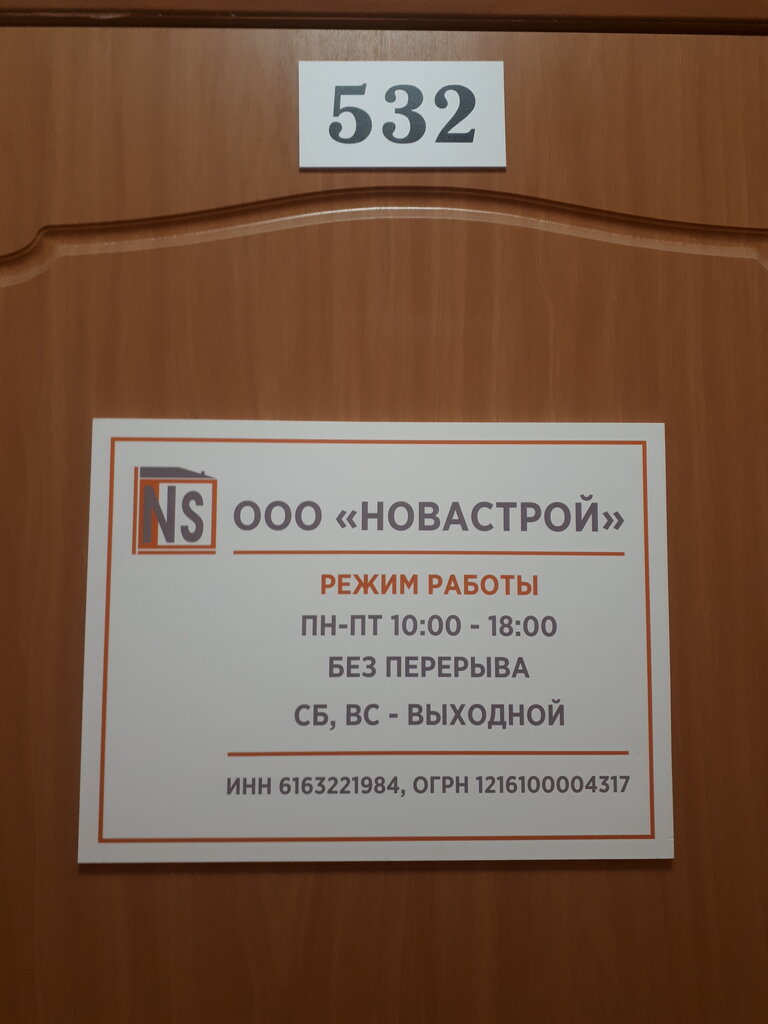 532
NS
ООО «НОВАСТРОЙ»
РЕЖИМ РАБОТЫ
ПН-ПТ 10:00 - 18:00
БЕЗ ПЕРЕРЫВА
СБ, ВС - ВЫХОДНОЙ
ИНН 6163221984, ОГРН 1216100004317